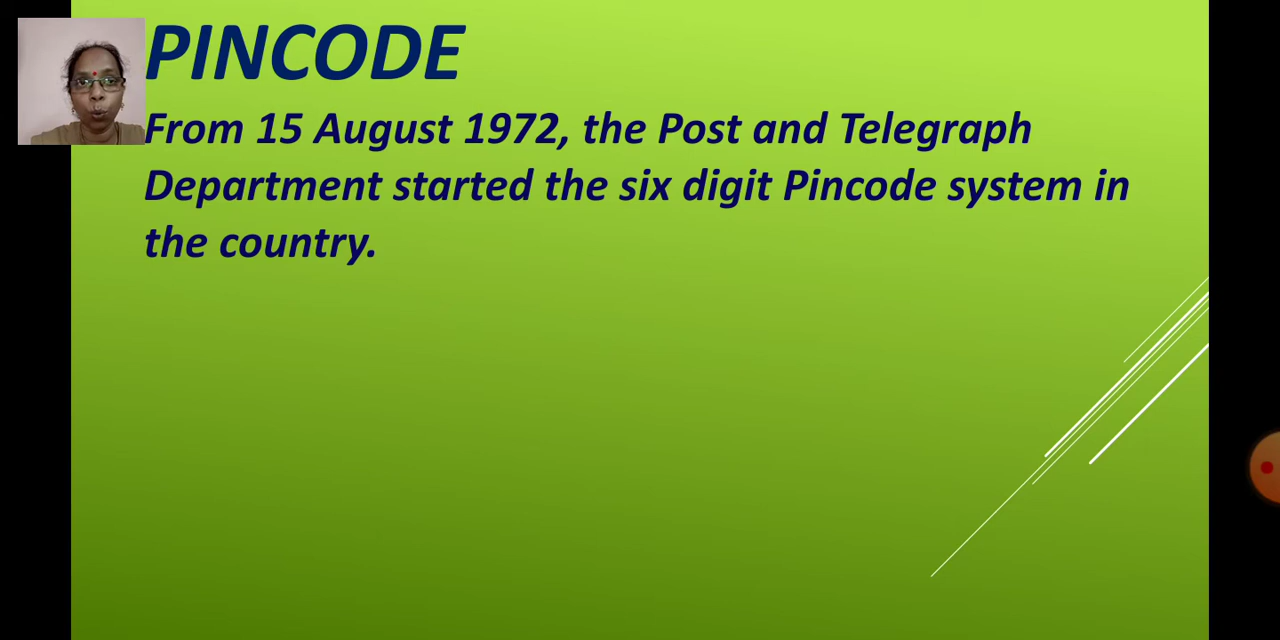 PINCODE
From 15 August 1972, the Post and Telegraph
Department started the six digit Pincode system in
the country.